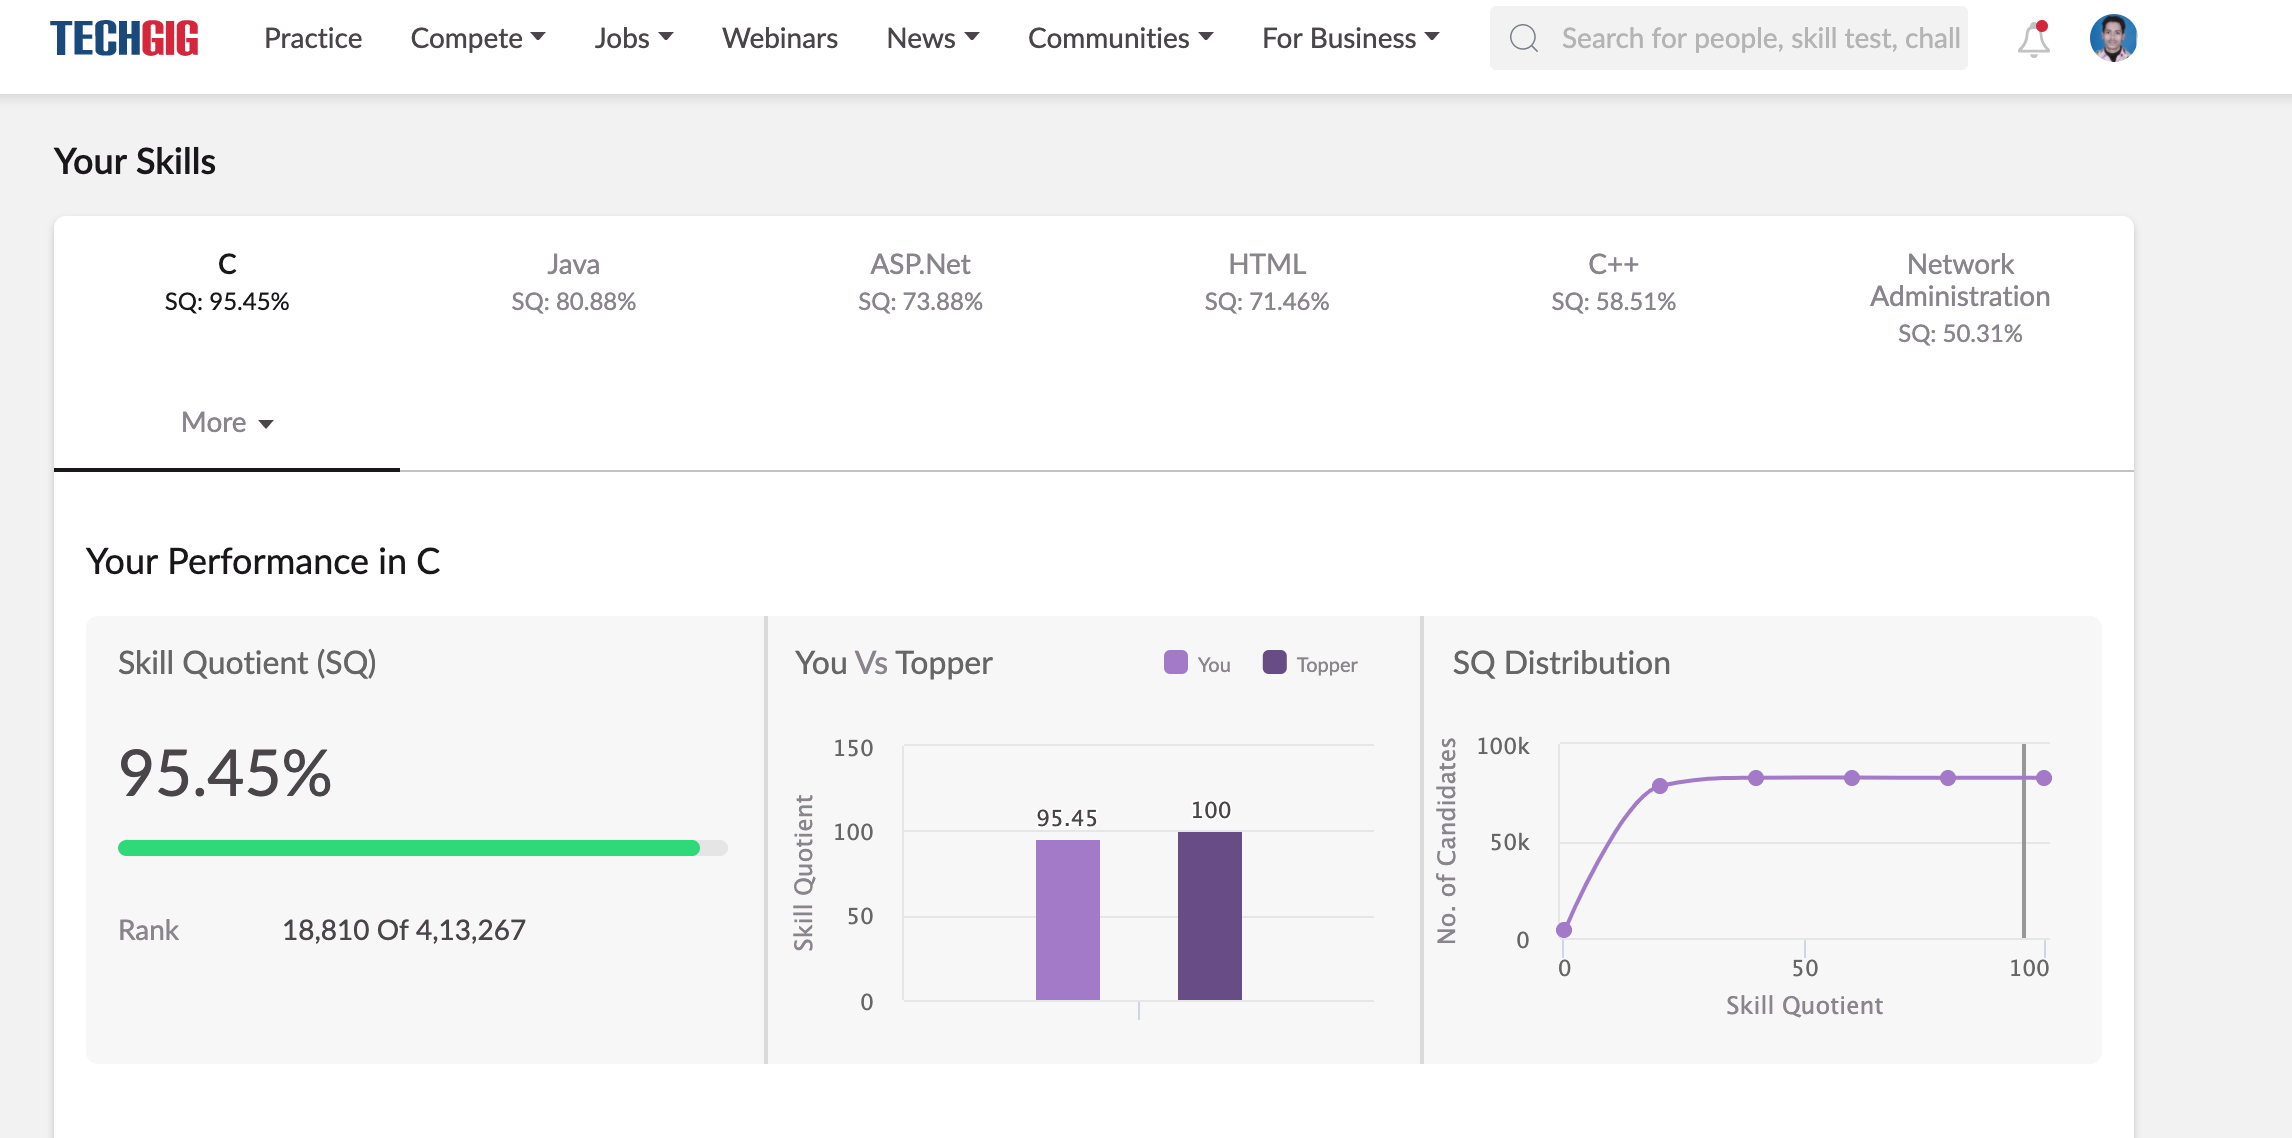 TECHGIG Practice Compete Jobs Webinars News Communities For Business Search for people, skill test, chall
Your Skills
C Java ASP.Net HTML C++ Network
Administration
SQ: 95.45% SQ: 80.88% SQ: 73.88% SQ: 71.46% SQ: 58.51% SQ: 50.31%
More
Your Performance in C
Skill Quotient (SQ)
95.45%
Rank 18,810 Of 4,13,267
You Vs Topper You Topper
Skill Quotient
150
100
50
0
95.45
100
SQ Distribution
No. of Candidates
100k
50k
0
0 50 100
Skill Quotient